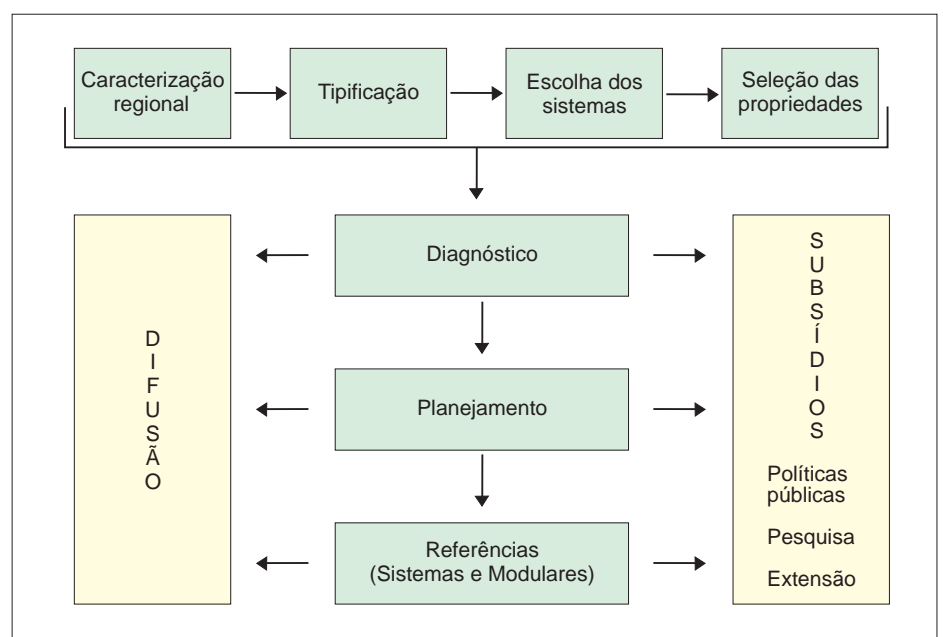 Caracterização
regional
Tipificação
Escolha dos
sistemas
Seleção das
propriedades
Diagnóstico
Planejamento
Referências
(Sistemas e Modulares)
D
I
F
U
S
Ã
O
S
U
B
S
Í
D
I
O
S
Políticas
públicas
Pesquisa
Extensão